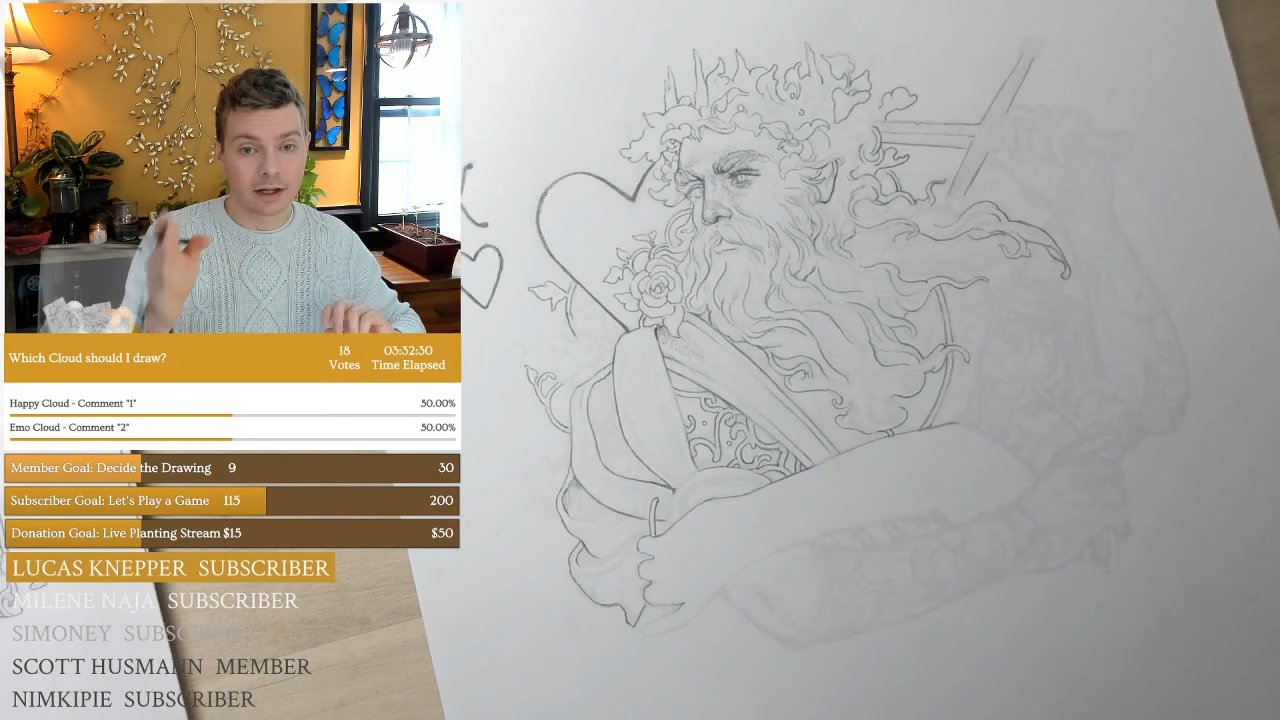 Which Cloud should I draw?
18 03:32:30
Votes Time Elapsed
Happy Cloud - Comment "1" 50.00%
Emo Cloud - Comment "2" 50.00%
Member Goal: Decide the Drawing 9 30
Subscriber Goal: Let's Play a Game 115 200
Donation Goal: Live Planting Stream $15 $50
LUCAS KNEPPER SUBSCRIBER
MILENE NAJA SUBSCRIBER
SIMONEY SUBSCRIBER
SCOTT HUSMANN MEMBER
NIMKIPIE SUBSCRIBER